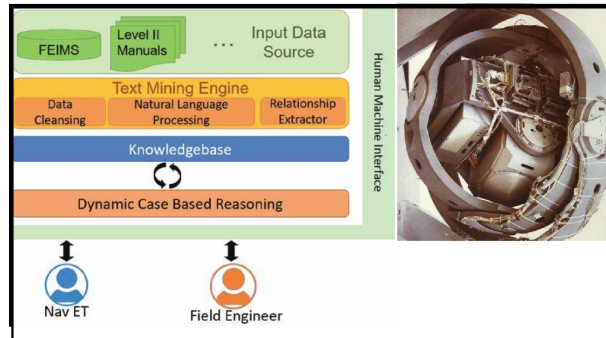 FEIMS
Level II
Manuals
...
Input Data
Source
Text Mining Engine
Data
Cleansing
Natural Language
Processing
Relationship
Extractor
Knowledgebase
Dynamic Case Based Reasoning
Human Machine Interface
Nav ET
Field Engineer